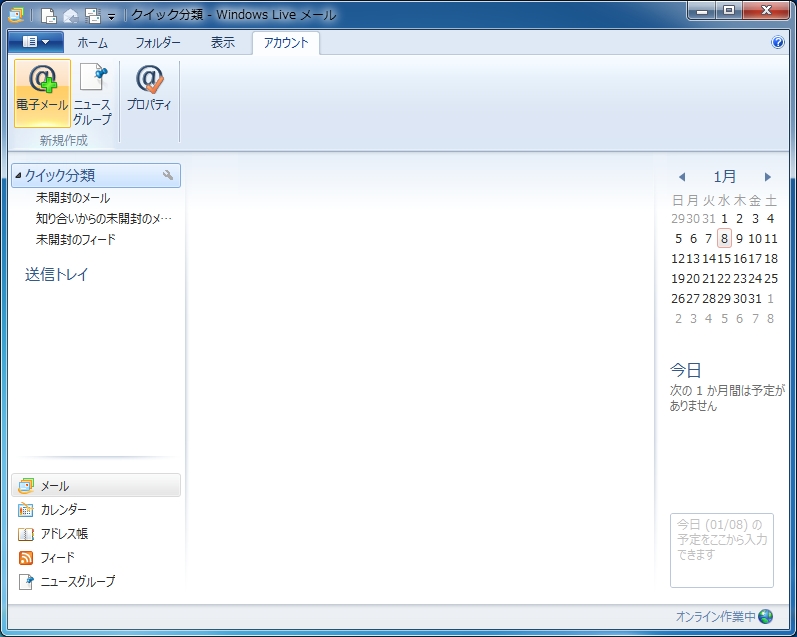 クイック分類 - Windows Live メール
ホーム フォルダー 表示 アカウント
電子メール ニュース グループ プロパティ
新規作成
クイック分類
未開封のメール
知り合いからの未開封のメ…
未開封のフィード
送信トレイ
メール
カレンダー
アドレス帳
フィード
ニュースグループ
1月
日 月 火 水 木 金 土
29 30 31 1 2 3 4
5 6 7 8 9 10 11
12 13 14 15 16 17 18
19 20 21 22 23 24 25
26 27 28 29 30 31 1
2 3 4 5 6 7 8
今日
次の 1 か月間は予定が
ありません
今日 (01/08) の
予定をここから入力
できます
オンライン作業中